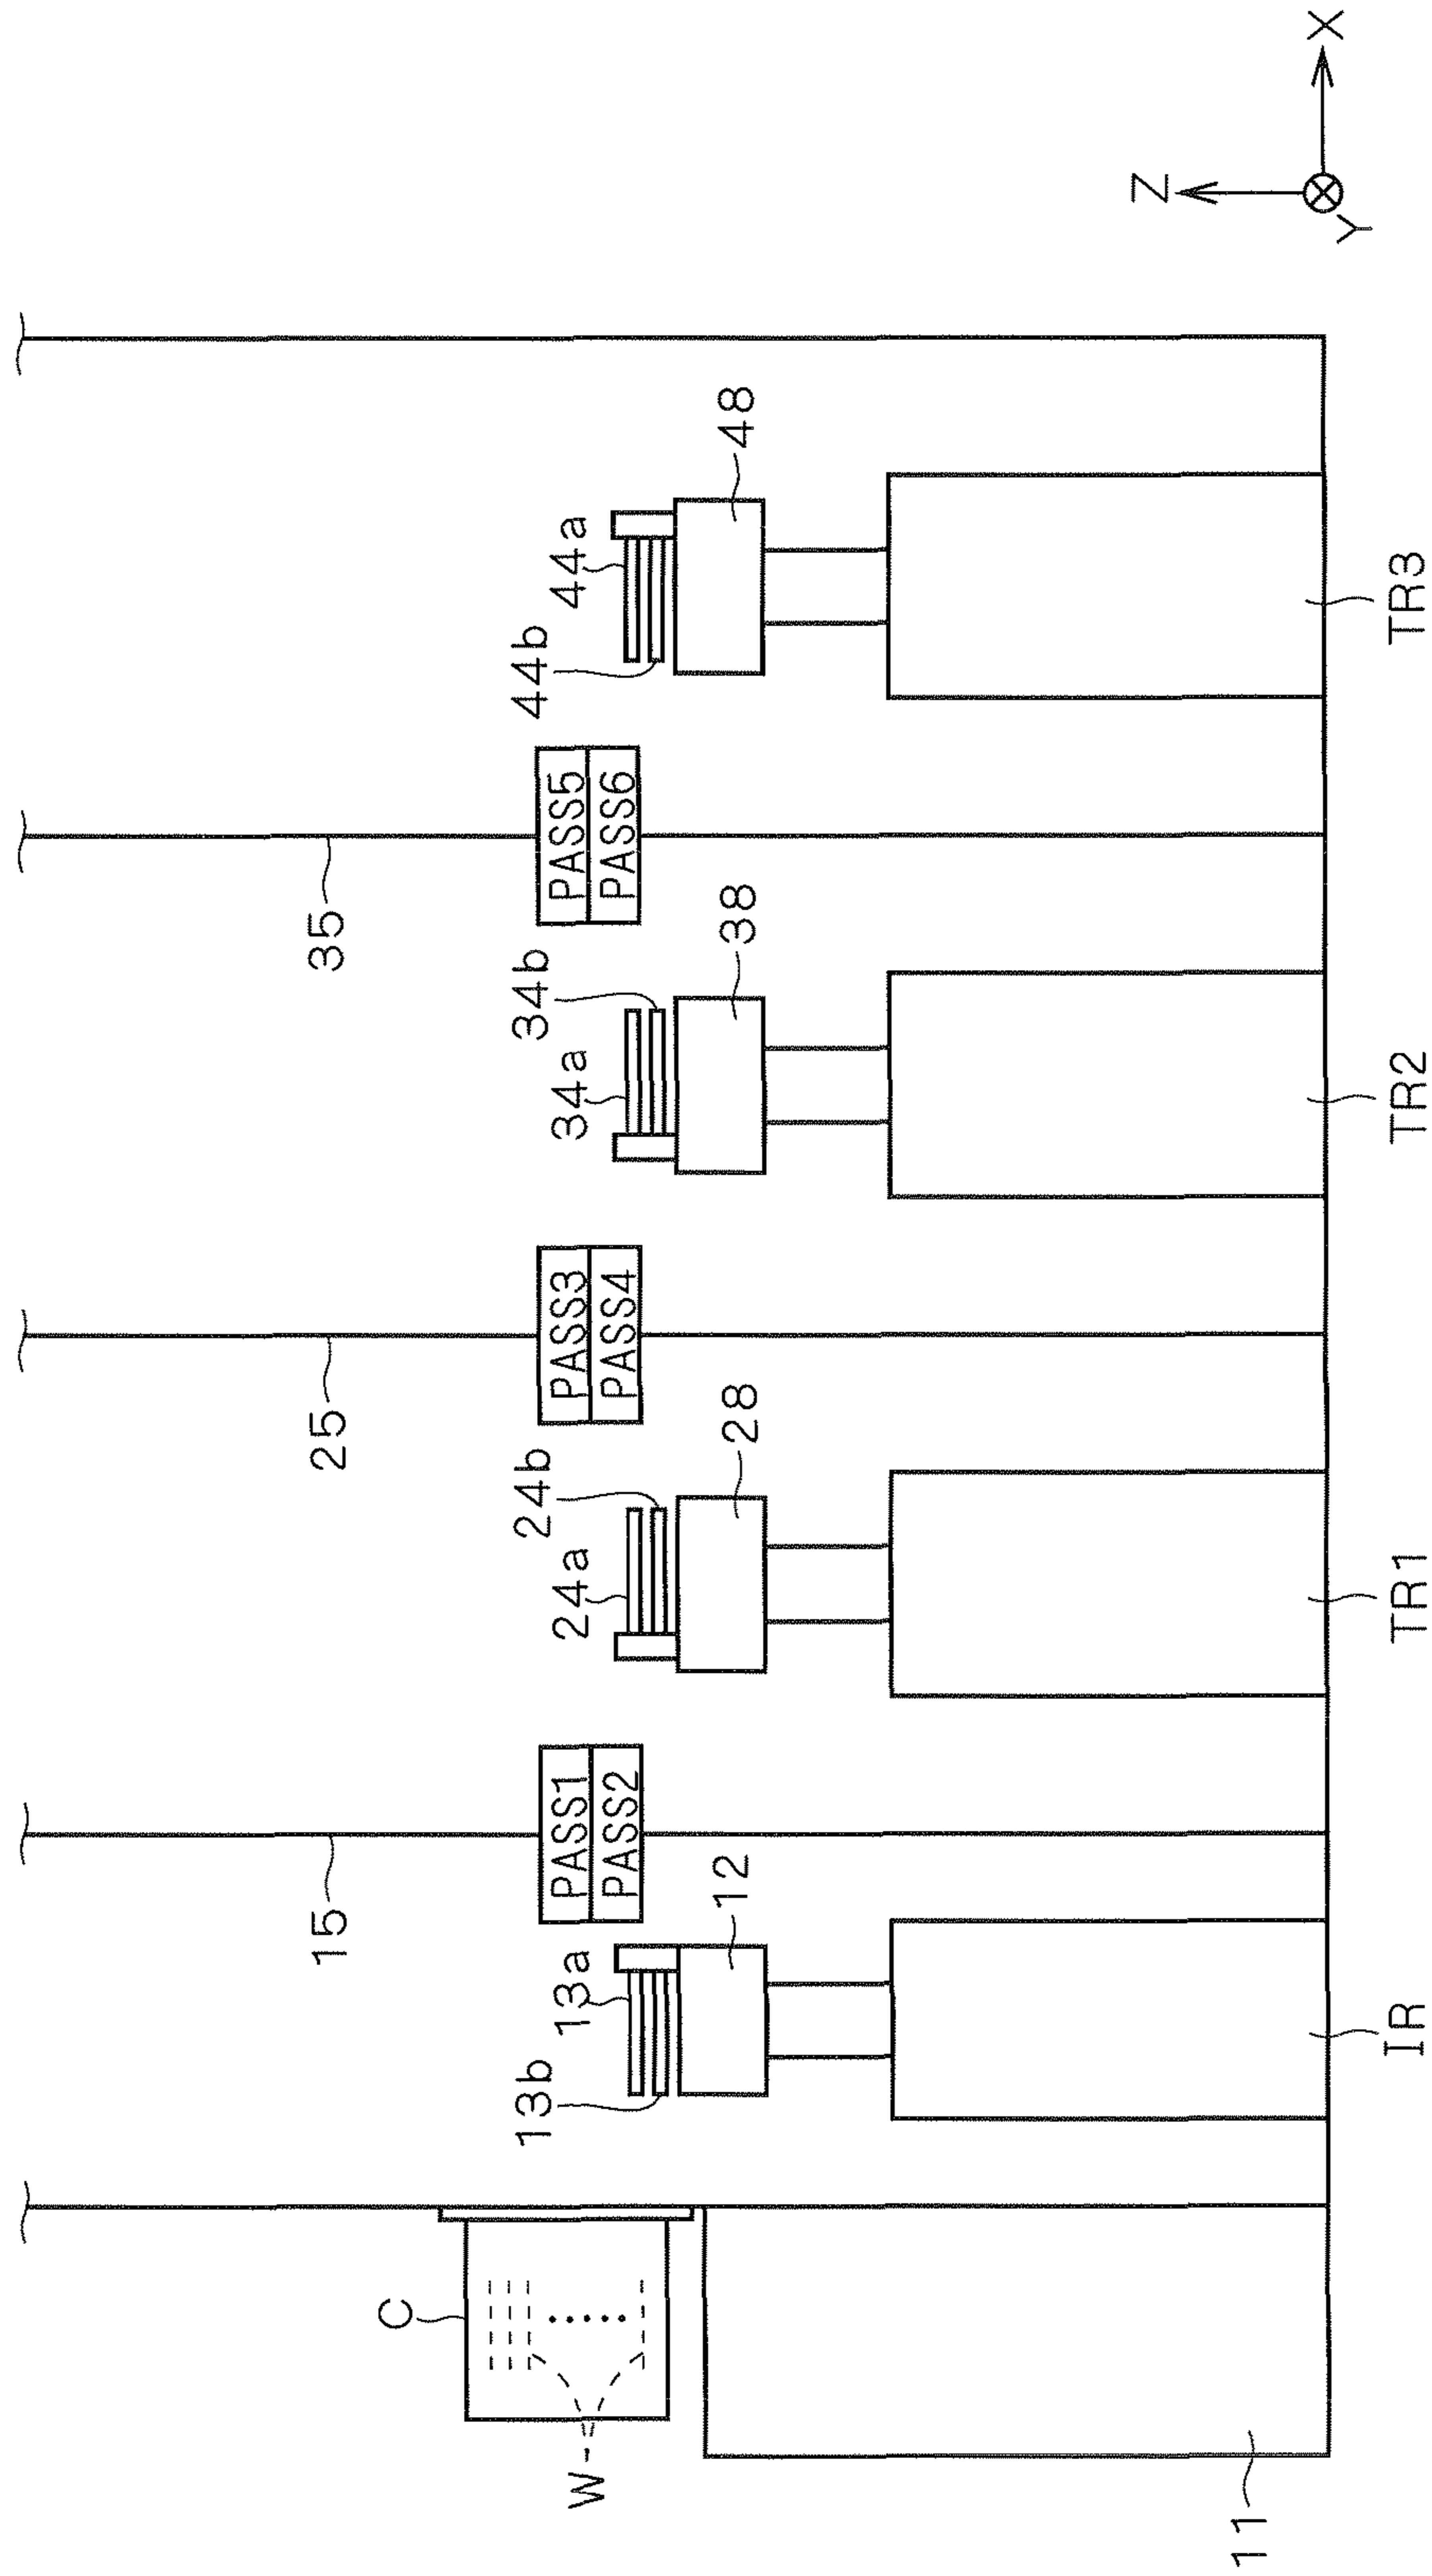 15
25
35
C
13b
24b
34b
44b
W
13a
PASS1
24a
PASS3
34a
PASS5
44a
PASS2
PASS4
PASS6
12
28
38
48
Z
11
X
Y
IR
TR1
TR2
TR3